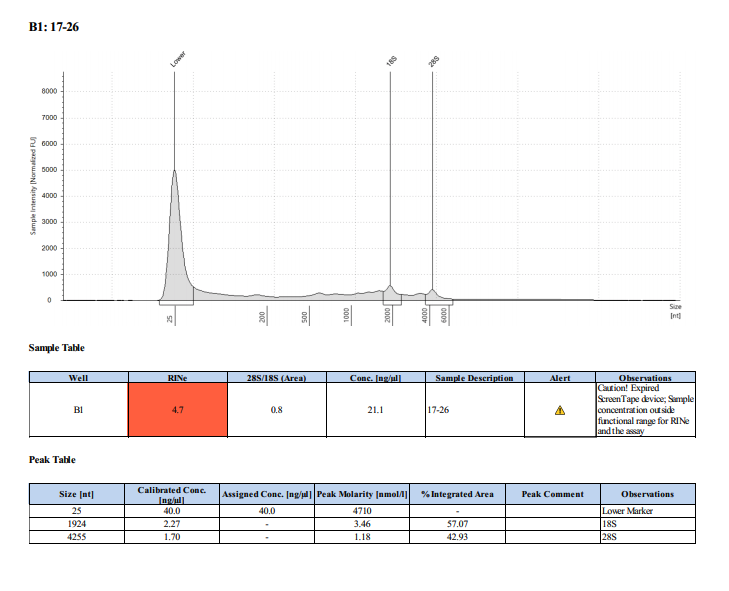 B1: 17-26
Lower
18S
28S
Sample Intensity [Normalized FU]
8000
7000
6000
5000
4000
3000
2000
1000
0
25
200
500
1000
2000
4000
6000
Size
[nt]
Sample Table
Well RINe 28S/18S (Area) Conc. [ng/µl] Sample Description Alert Observations
B1 4.7 0.8 21.1 17-26
Caution! Expired
ScreenTape device; Sample
concentration outside
functional range for RINe
and the assay
Peak Table
Size [nt] Calibrated Conc. [ng/µl] Assigned Conc. [ng/µl] Peak Molarity [nmol/l] % Integrated Area Peak Comment Observations
25 40.0 40.0 4710 - Lower Marker
1924 2.27 - 3.46 57.07 18S
4255 1.70 - 1.18 42.93 28S